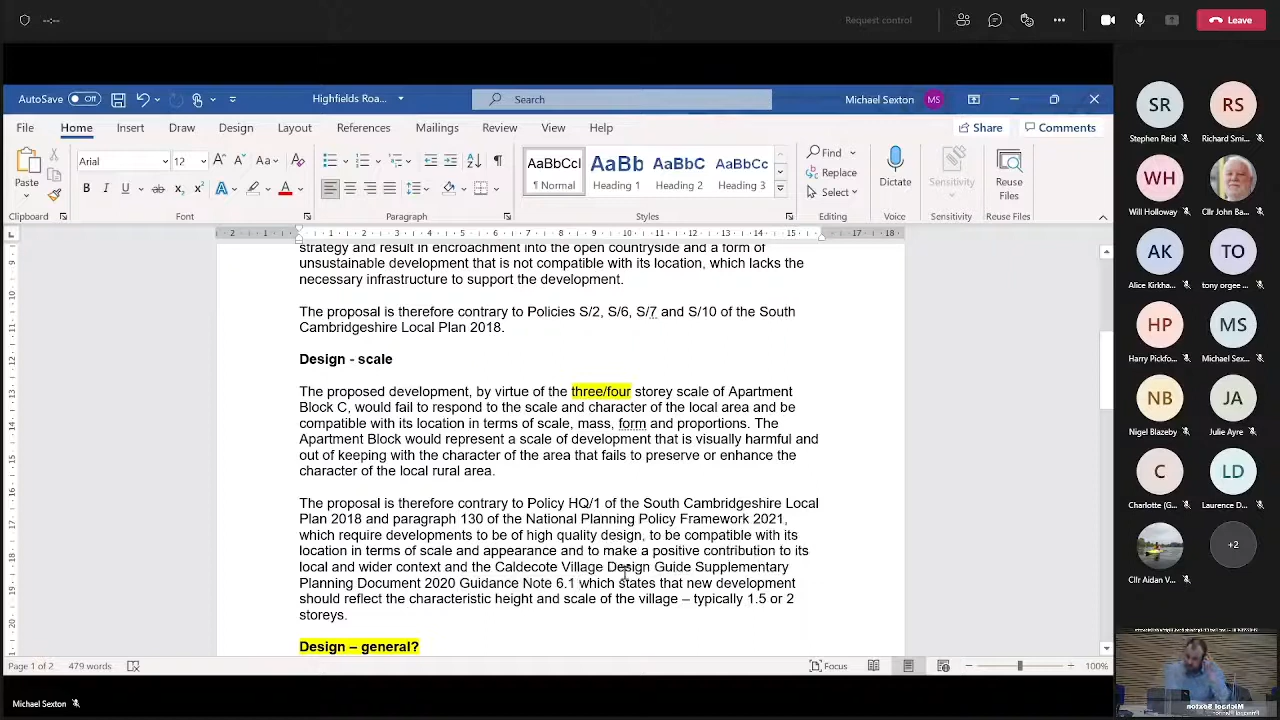 --:--
Request control
Leave
AutoSave Off
Highfields Roa...
Search
Michael Sexton MS
File Home Insert Draw Design Layout References Mailings Review View Help
Share Comments
Paste
Arial 12
AaBbCcI AaBb AaBbC AaBbCc
¶ Normal Heading 1 Heading 2 Heading 3
Find
Replace
Select
Dictate
Sensitivity
Reuse Files
Clipboard Font Paragraph Styles Editing Voice Sensitivity Reuse Files
strategy and result in encroachment into the open countryside and a form of
unsustainable development that is not compatible with its location, which lacks the
necessary infrastructure to support the development.
The proposal is therefore contrary to Policies S/2, S/6, S/7 and S/10 of the South
Cambridgeshire Local Plan 2018.
Design - scale
The proposed development, by virtue of the three/four storey scale of Apartment
Block C, would fail to respond to the scale and character of the local area and be
compatible with its location in terms of scale, mass, form and proportions. The
Apartment Block would represent a scale of development that is visually harmful and
out of keeping with the character of the area that fails to preserve or enhance the
character of the local rural area.
The proposal is therefore contrary to Policy HQ/1 of the South Cambridgeshire Local
Plan 2018 and paragraph 130 of the National Planning Policy Framework 2021,
which require developments to be of high quality design, to be compatible with its
location in terms of scale and appearance and to make a positive contribution to its
local and wider context and the Caldecote Village Design Guide Supplementary
Planning Document 2020 Guidance Note 6.1 which states that new development
should reflect the characteristic height and scale of the village – typically 1.5 or 2
storeys.
Design – general?
Page 1 of 2 479 words
Focus
100%
Michael Sexton
SR RS
Stephen Reid Richard Smi...
WH
Will Holloway Cllr John Ba...
AK TO
Alice Kirkha... tony orge ...
HP MS
Harry Pickfo... Michael Sex...
NB JA
Nigel Blazeby Julie Ayre
C LD
Charlotte (G... Laurence D...
+2
Cllr Aidan V...
Michael Sexton